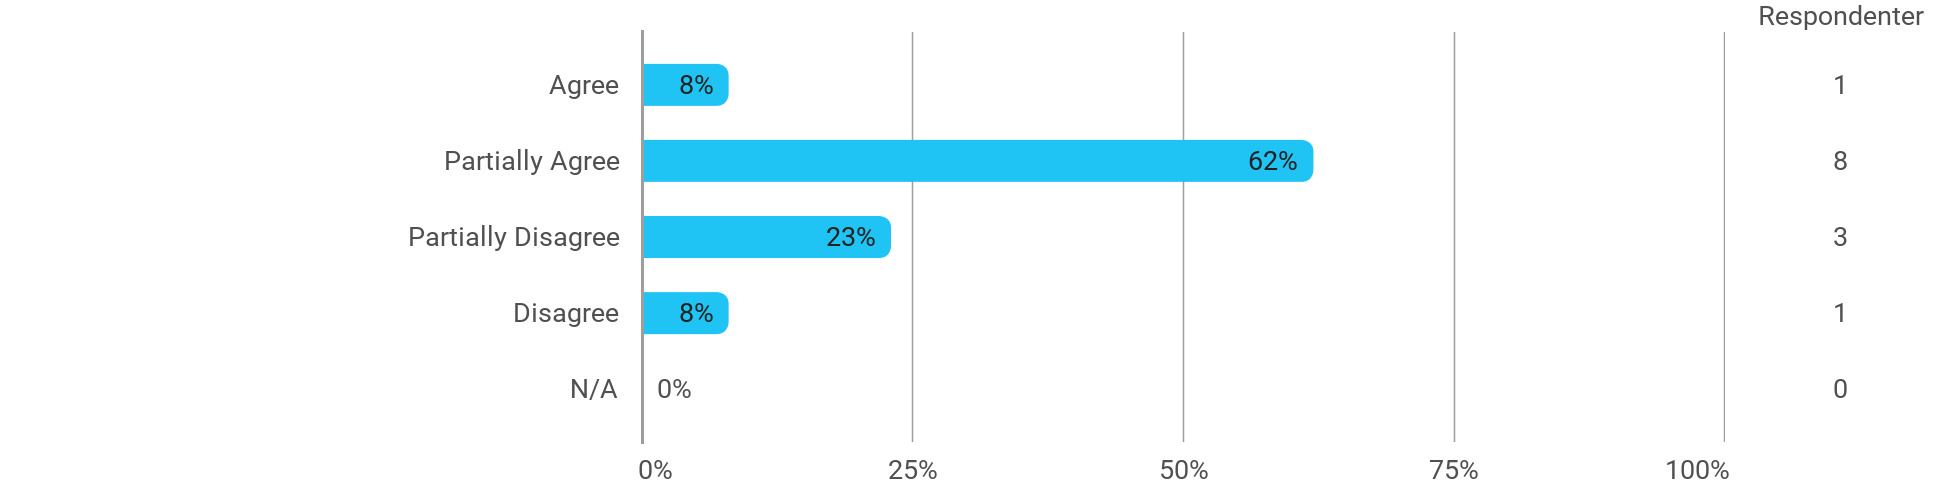 Respondenter
Agree 8% 1
Partially Agree 62% 8
Partially Disagree 23% 3
Disagree 8% 1
N/A 0% 0
0% 25% 50% 75% 100%